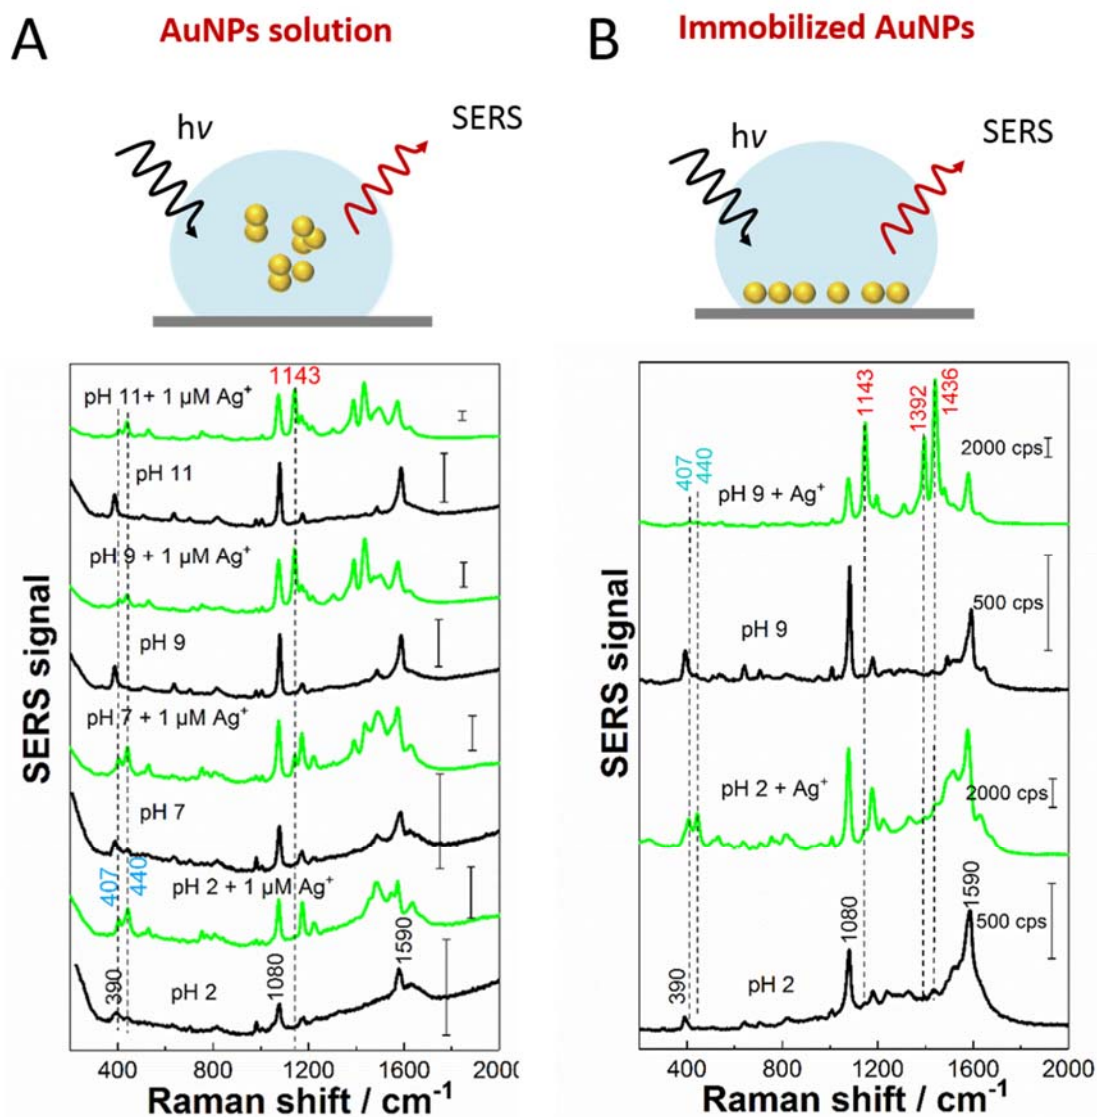 A
AuNPs solution
hν
SERS
1143
pH 11+ 1 μM Ag⁺
pH 11
pH 9 + 1 μM Ag⁺
pH 9
pH 7 + 1 μM Ag⁺
pH 7
407
440
pH 2 + 1 μM Ag⁺
390
pH 2
1080
1590
SERS signal
400 800 1200 1600 2000
Raman shift / cm⁻¹
B
Immobilized AuNPs
hν
SERS
1143
1392
1436
407
440
2000 cps
pH 9 + Ag⁺
500 cps
pH 9
pH 2 + Ag⁺
2000 cps
1080
1590
500 cps
390
pH 2
SERS signal
400 800 1200 1600 2000
Raman shift / cm⁻¹